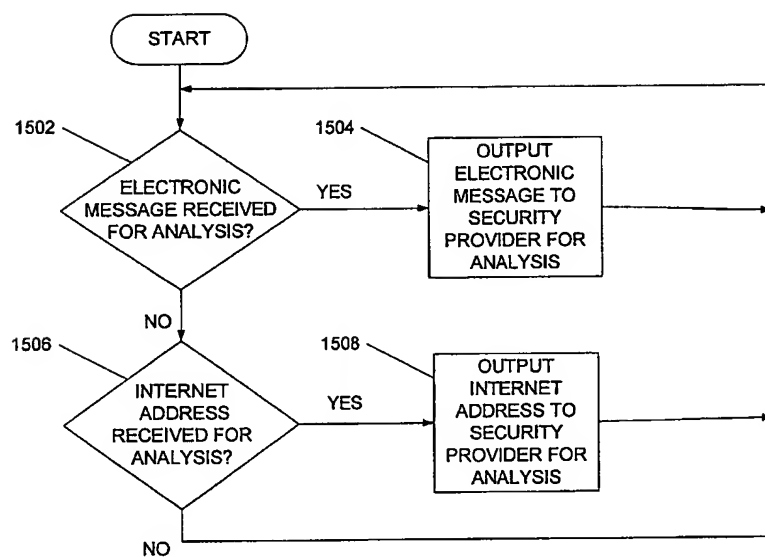 START
1502
ELECTRONIC
MESSAGE RECEIVED
FOR ANALYSIS?
YES
1504
OUTPUT
ELECTRONIC
MESSAGE TO
SECURITY
PROVIDER FOR
ANALYSIS
NO
1506
INTERNET
ADDRESS
RECEIVED FOR
ANALYSIS?
YES
1508
OUTPUT
INTERNET
ADDRESS TO
SECURITY
PROVIDER FOR
ANALYSIS
NO